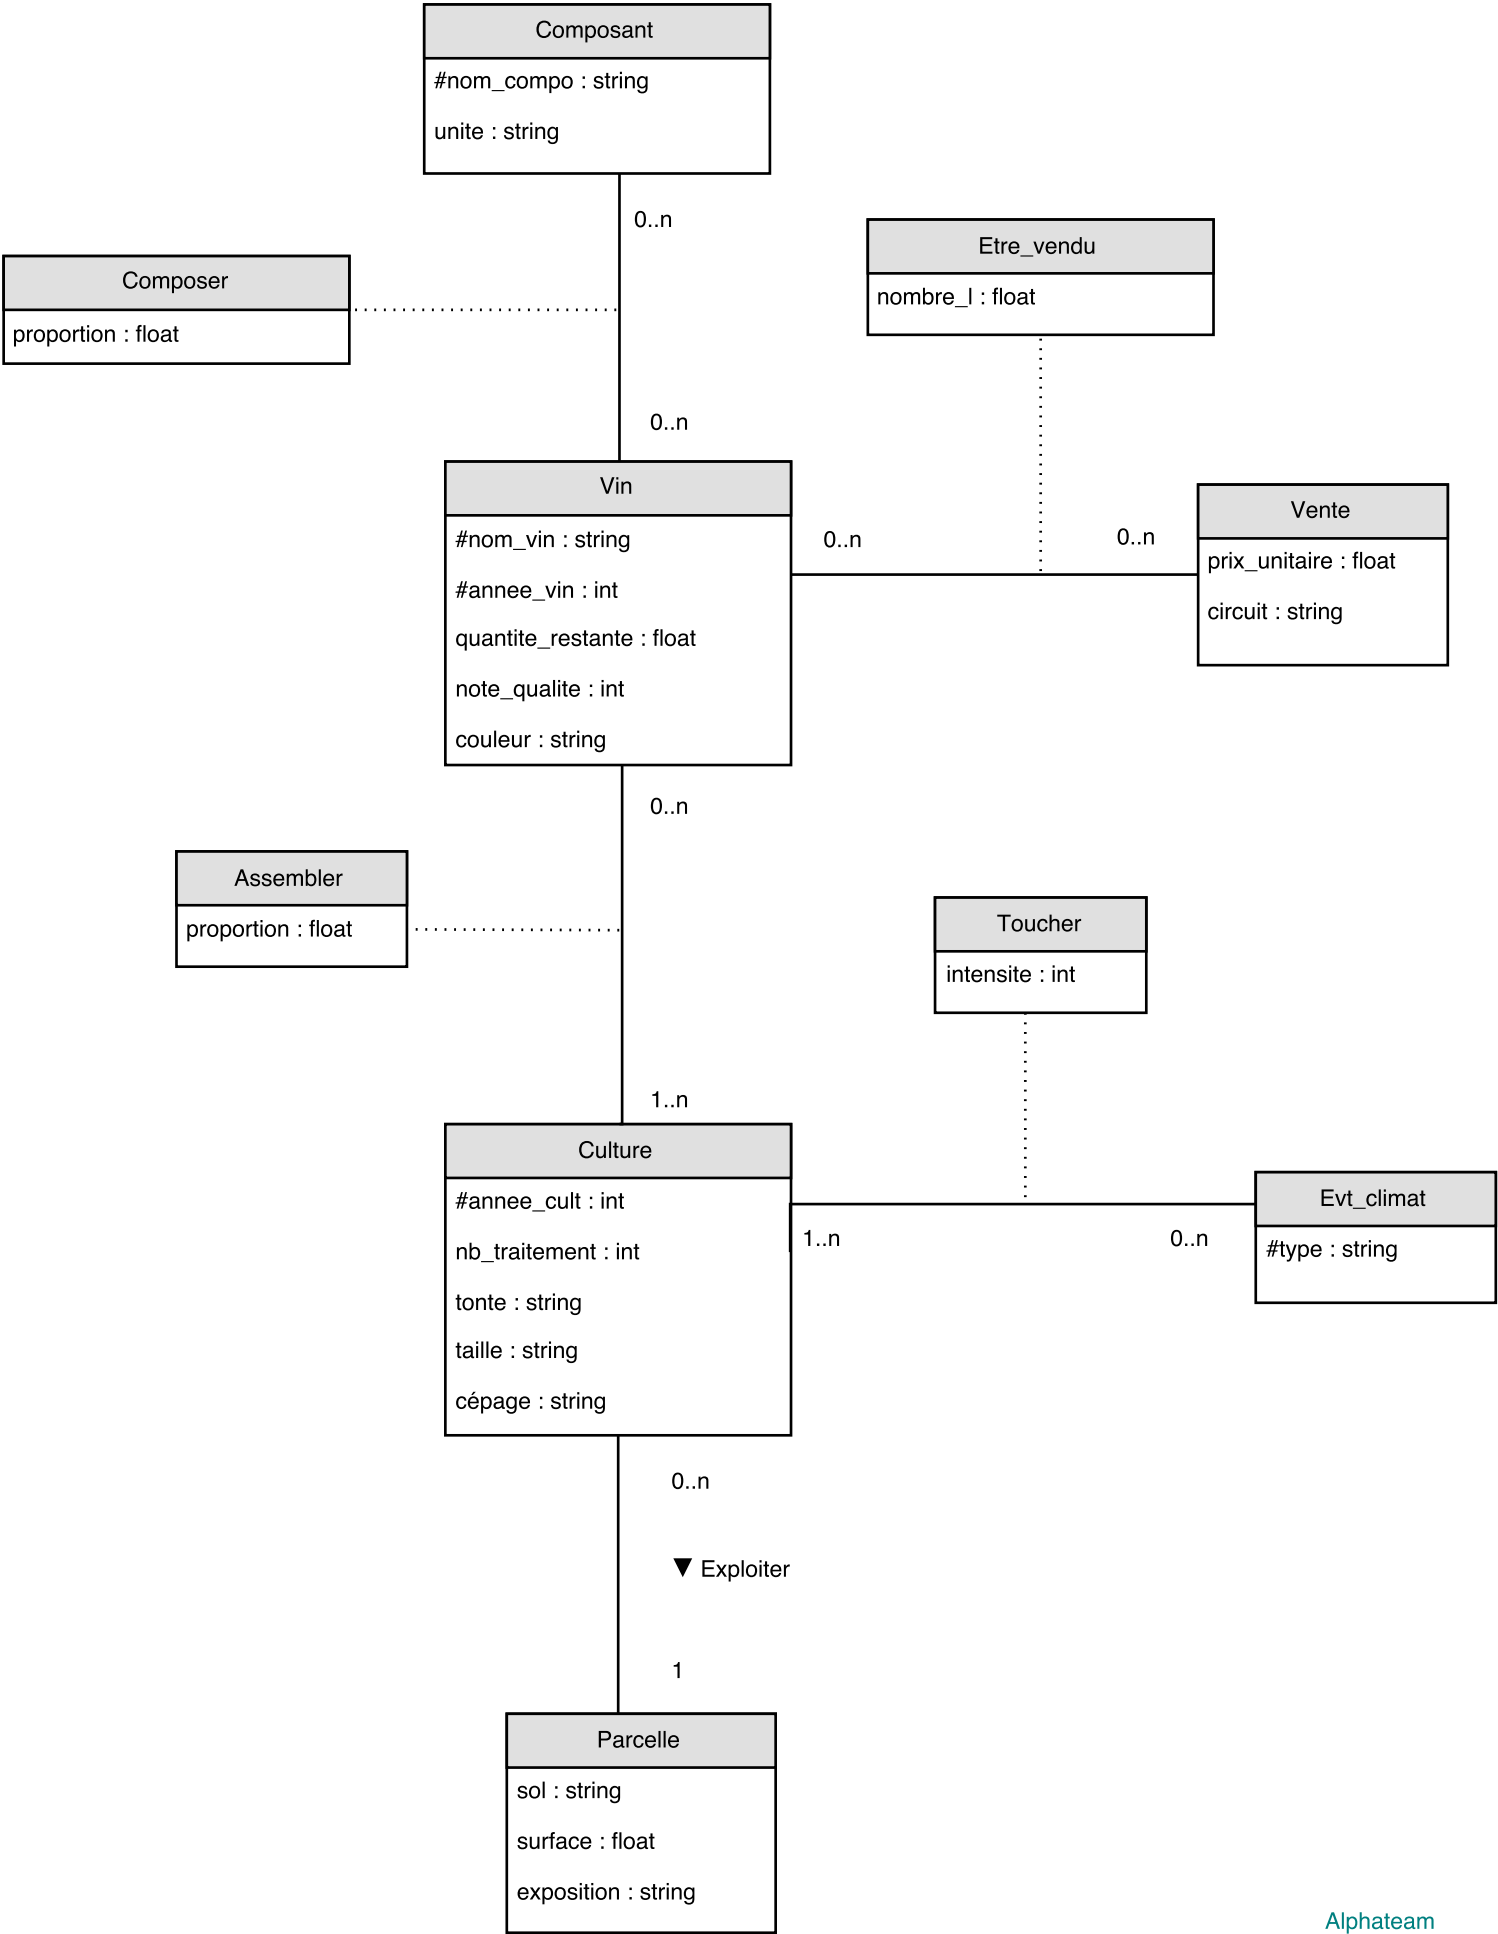 Composant
#nom_compo : string
unite : string
0..n
Etre_vendu
nombre_l : float
Composer
proportion : float
0..n
Vin
#nom_vin : string
#annee_vin : int
quantite_restante : float
note_qualite : int
couleur : string
0..n
0..n
Vente
prix_unitaire : float
circuit : string
0..n
Assembler
proportion : float
Toucher
intensite : int
1..n
Culture
#annee_cult : int
nb_traitement : int
tonte : string
taille : string
cépage : string
1..n
0..n
Evt_climat
#type : string
0..n
▼ Exploiter
1
Parcelle
sol : string
surface : float
exposition : string
Alphateam